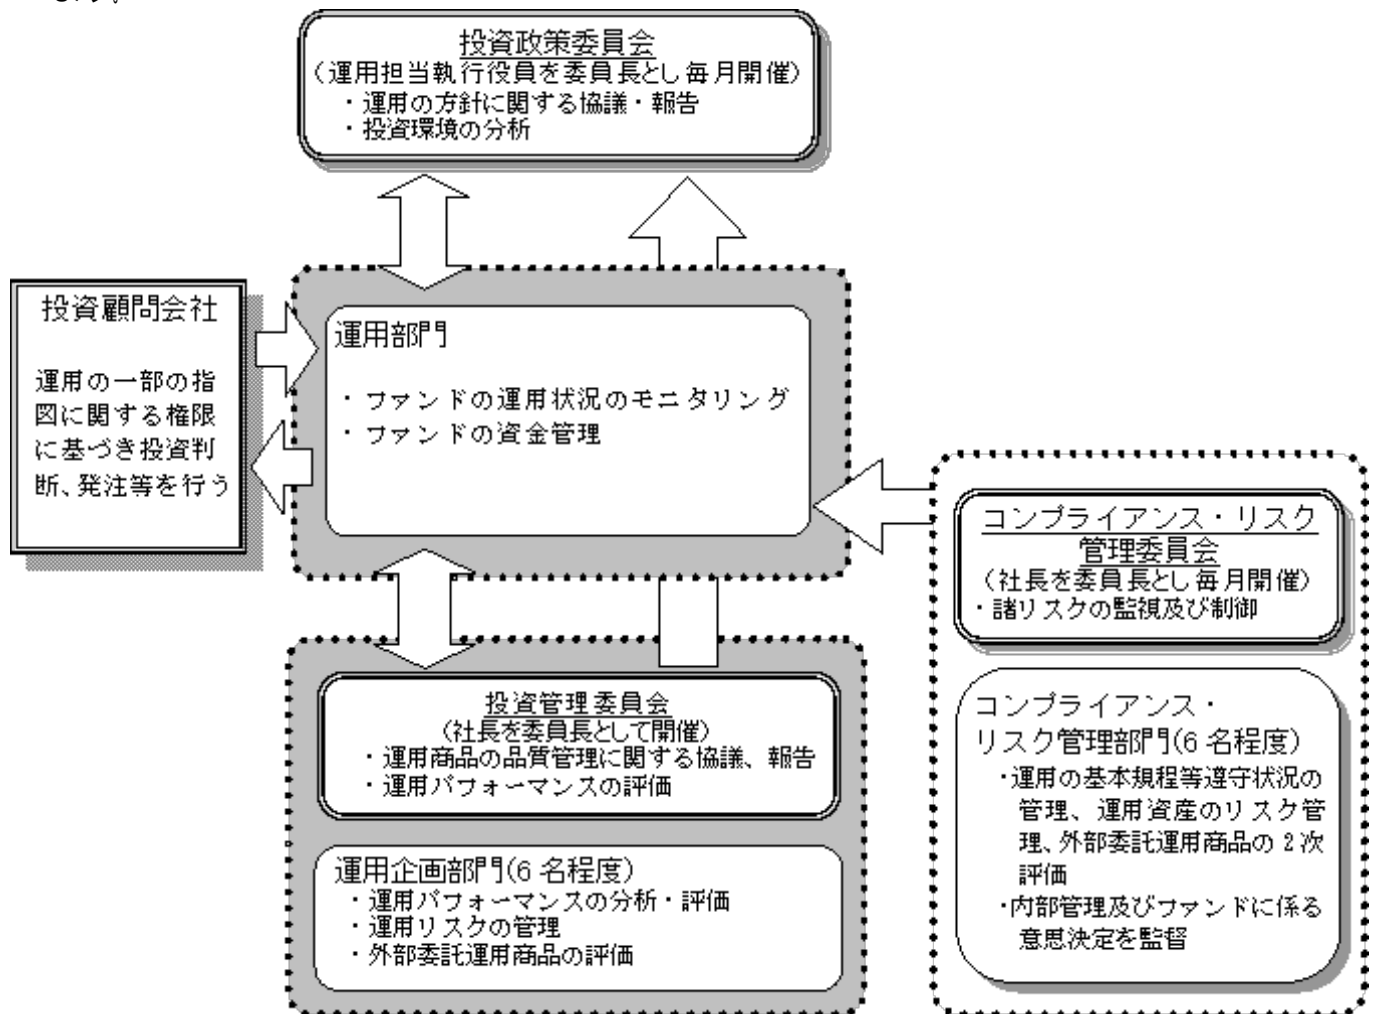 ます。
投資政策委員会
(運用担当執行役員を委員長とし毎月開催)
・運用の方針に関する協議・報告
・投資環境の分析
投資顧問会社
運用の一部の指
図に関する権限
に基づき投資判
断、発注等を行う
運用部門
・ファンドの運用状況のモニタリング
・ファンドの資金管理
コンプライアンス・リスク
管理委員会
(社長を委員長とし毎月開催)
・諸リスクの監視及び制御
投資管理委員会
(社長を委員長として開催)
・運用商品の品質管理に関する協議、報告
・運用パフォーマンスの評価
運用企画部門(6 名程度)
・運用パフォーマンスの分析・評価
・運用リスクの管理
・外部委託運用商品の評価
コンプライアンス・
リスク管理部門(6 名程度)
・運用の基本規程等遵守状況の
管理、運用資産のリスク管
理、外部委託運用商品の 2 次
評価
・内部管理及びファンドに係る
意思決定を監督